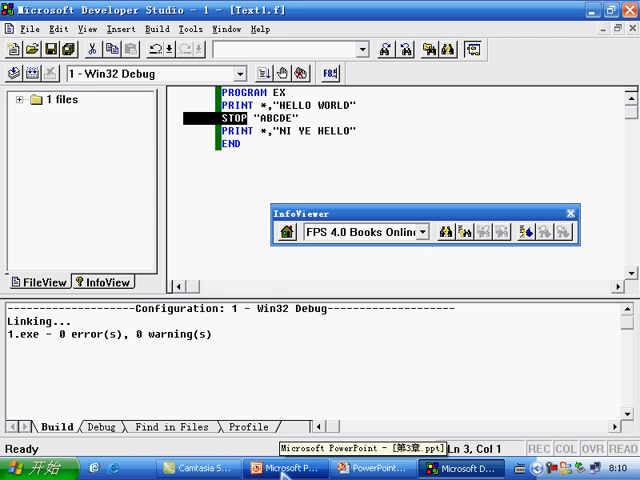 Microsoft Developer Studio - 1 - [Text1.f]
File Edit View Insert Build Tools Window Help
1 - Win32 Debug
1 files
PROGRAM EX
PRINT *,"HELLO WORLD"
STOP "ABCDE"
PRINT *,"NI YE HELLO"
END
InfoViewer
FPS 4.0 Books Online
FileView InfoView
--------------------Configuration: 1 - Win32 Debug--------------------
Linking...
1.exe - 0 error(s), 0 warning(s)
Build Debug Find in Files Profile
Ready Microsoft PowerPoint - [第3章.ppt] Ln 3, Col 1 REC COL OVR READ
开始 Camtasia S... Microsoft P... PowerPoint... Microsoft D... 8:10